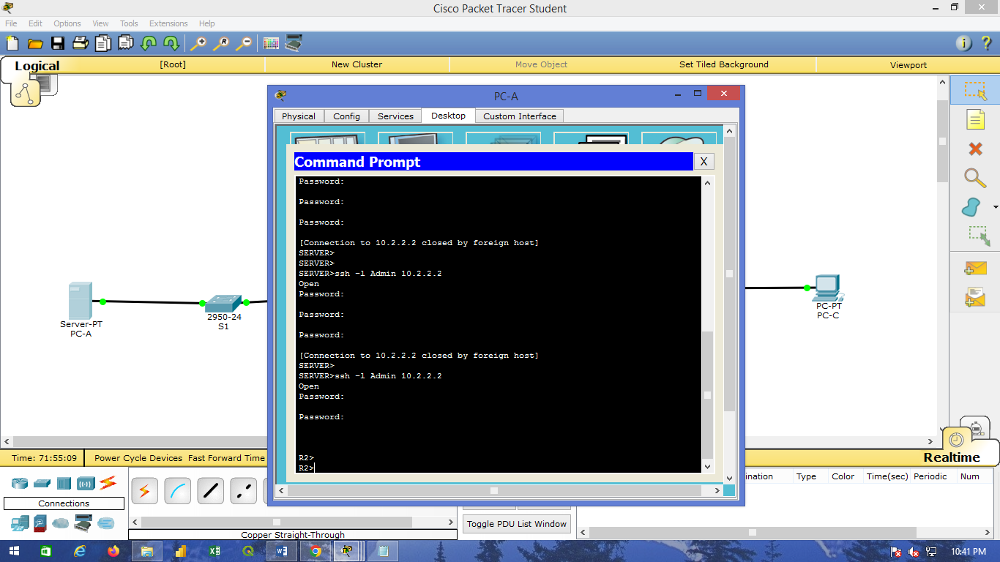 Cisco Packet Tracer Student
File Edit Options View Tools Extensions Help
Logical
[Root]
New Cluster
Move Object
Set Tiled Background
Viewport
PC-A
Physical Config Services Desktop Custom Interface
Command Prompt
X
Password:
Password:
Password:
[Connection to 10.2.2.2 closed by foreign host]
SERVER>
SERVER>
SERVER>ssh -l Admin 10.2.2.2
Open
Password:
Password:
Password:
[Connection to 10.2.2.2 closed by foreign host]
SERVER>
SERVER>ssh -l Admin 10.2.2.2
Open
Password:
Password:
R2>
R2>
Server-PT
PC-A
2950-24
S1
PC-PT
PC-C
Time: 71:55:09
Power Cycle Devices Fast Forward Time
Realtime
ination Type Color Time(sec) Periodic Num
Connections
Toggle PDU List Window
Copper Straight-Through
10:41 PM